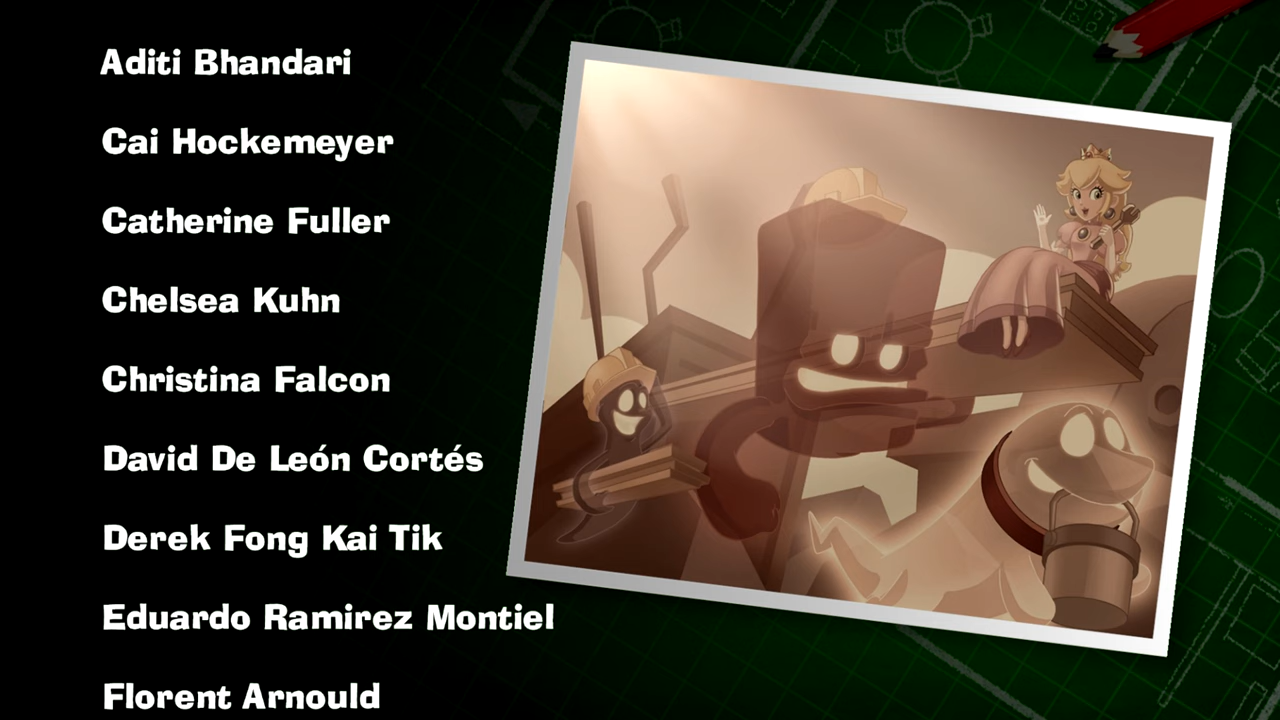 Aditi Bhandari
Cai Hockemeyer
Catherine Fuller
Chelsea Kuhn
Christina Falcon
David De León Cortés
Derek Fong Kai Tik
Eduardo Ramirez Montiel
Florent Arnould